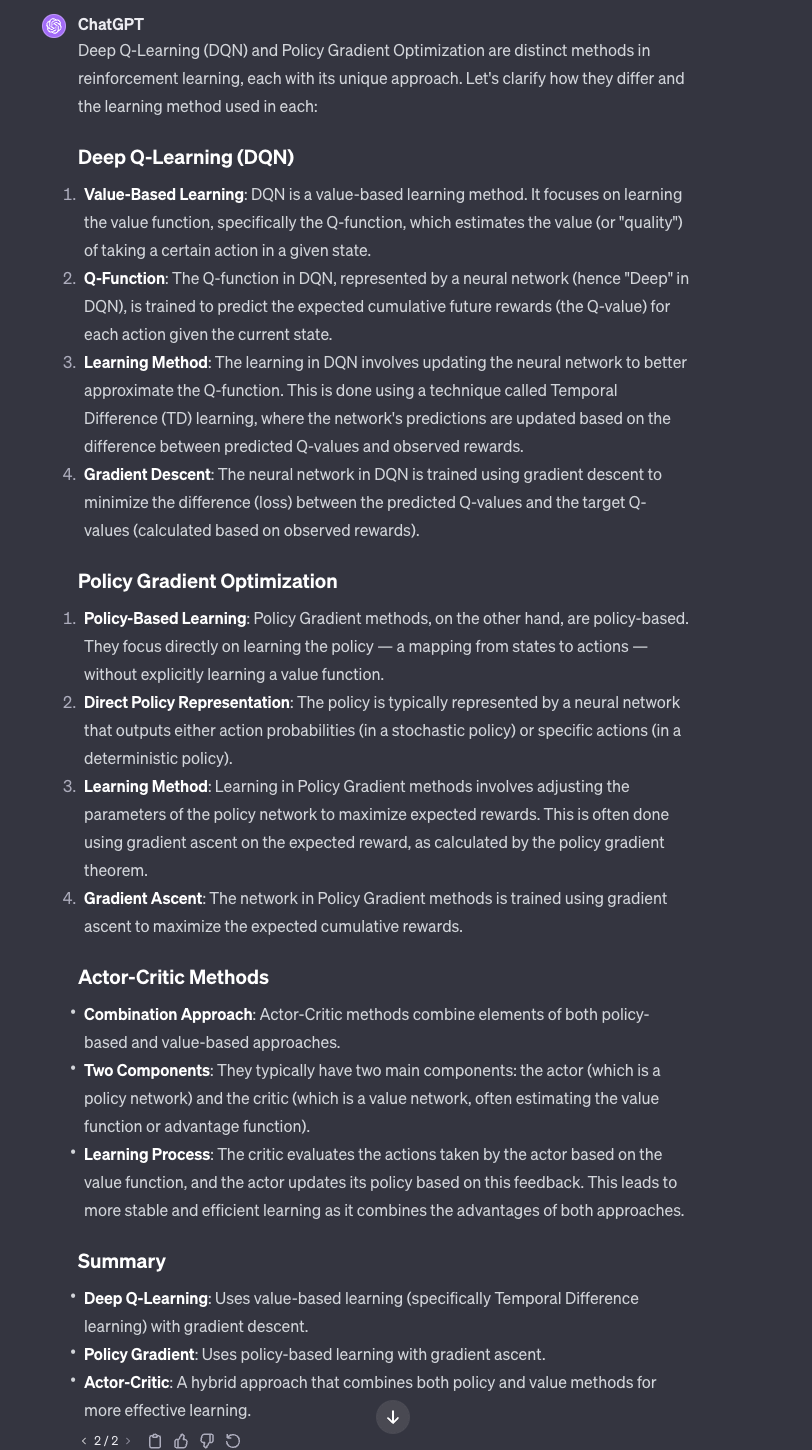 ChatGPT
Deep Q-Learning (DQN) and Policy Gradient Optimization are distinct methods in
reinforcement learning, each with its unique approach. Let's clarify how they differ and
the learning method used in each:
Deep Q-Learning (DQN)
1. Value-Based Learning: DQN is a value-based learning method. It focuses on learning
the value function, specifically the Q-function, which estimates the value (or "quality")
of taking a certain action in a given state.
2. Q-Function: The Q-function in DQN, represented by a neural network (hence "Deep" in
DQN), is trained to predict the expected cumulative future rewards (the Q-value) for
each action given the current state.
3. Learning Method: The learning in DQN involves updating the neural network to better
approximate the Q-function. This is done using a technique called Temporal
Difference (TD) learning, where the network's predictions are updated based on the
difference between predicted Q-values and observed rewards.
4. Gradient Descent: The neural network in DQN is trained using gradient descent to
minimize the difference (loss) between the predicted Q-values and the target Q-
values (calculated based on observed rewards).
Policy Gradient Optimization
1. Policy-Based Learning: Policy Gradient methods, on the other hand, are policy-based.
They focus directly on learning the policy — a mapping from states to actions —
without explicitly learning a value function.
2. Direct Policy Representation: The policy is typically represented by a neural network
that outputs either action probabilities (in a stochastic policy) or specific actions (in a
deterministic policy).
3. Learning Method: Learning in Policy Gradient methods involves adjusting the
parameters of the policy network to maximize expected rewards. This is often done
using gradient ascent on the expected reward, as calculated by the policy gradient
theorem.
4. Gradient Ascent: The network in Policy Gradient methods is trained using gradient
ascent to maximize the expected cumulative rewards.
Actor-Critic Methods
• Combination Approach: Actor-Critic methods combine elements of both policy-
based and value-based approaches.
• Two Components: They typically have two main components: the actor (which is a
policy network) and the critic (which is a value network, often estimating the value
function or advantage function).
• Learning Process: The critic evaluates the actions taken by the actor based on the
value function, and the actor updates its policy based on this feedback. This leads to
more stable and efficient learning as it combines the advantages of both approaches.
Summary
• Deep Q-Learning: Uses value-based learning (specifically Temporal Difference
learning) with gradient descent.
• Policy Gradient: Uses policy-based learning with gradient ascent.
• Actor-Critic: A hybrid approach that combines both policy and value methods for
more effective learning.
< 2 / 2 >